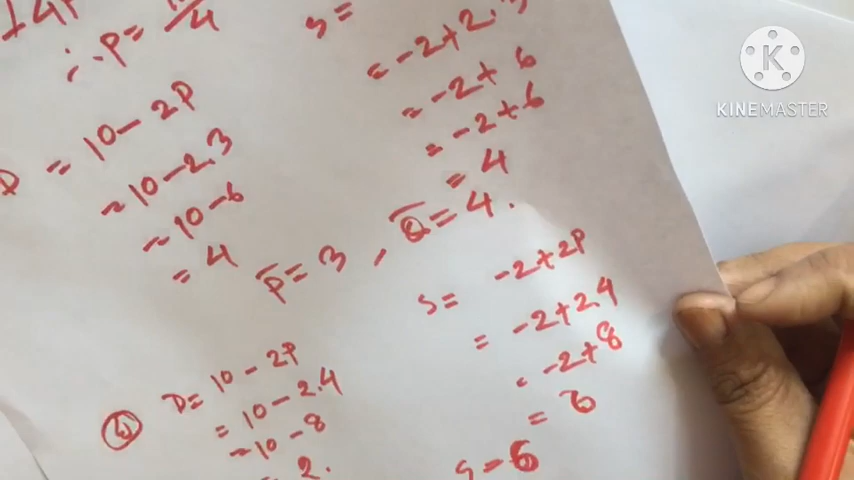 ∴ P =
D = 10 - 2P
= 10 - 2.3
= 10 - 6
= 4
S =
= -2 + 2.3
= -2 + 6
= -2 + 6
= 4
P̄ = 3 , Q̄ = 4.
D = 10 - 2P
= 10 - 2.4
= 10 - 8
= 2.
S = -2 + 2P
= -2 + 2.4
= -2 + 8
= 6
S = 6
KINEMASTER